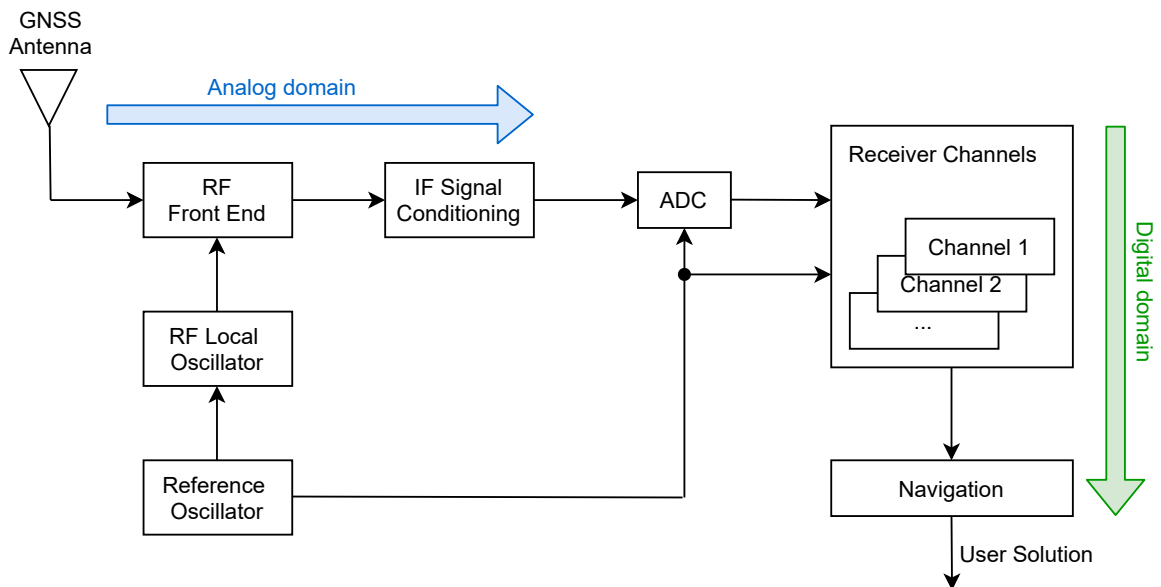 GNSS
Antenna
Analog domain
RF
Front End
IF Signal
Conditioning
ADC
Receiver Channels
Channel 1
Channel 2
...
Digital domain
RF Local
Oscillator
Reference
Oscillator
Navigation
User Solution